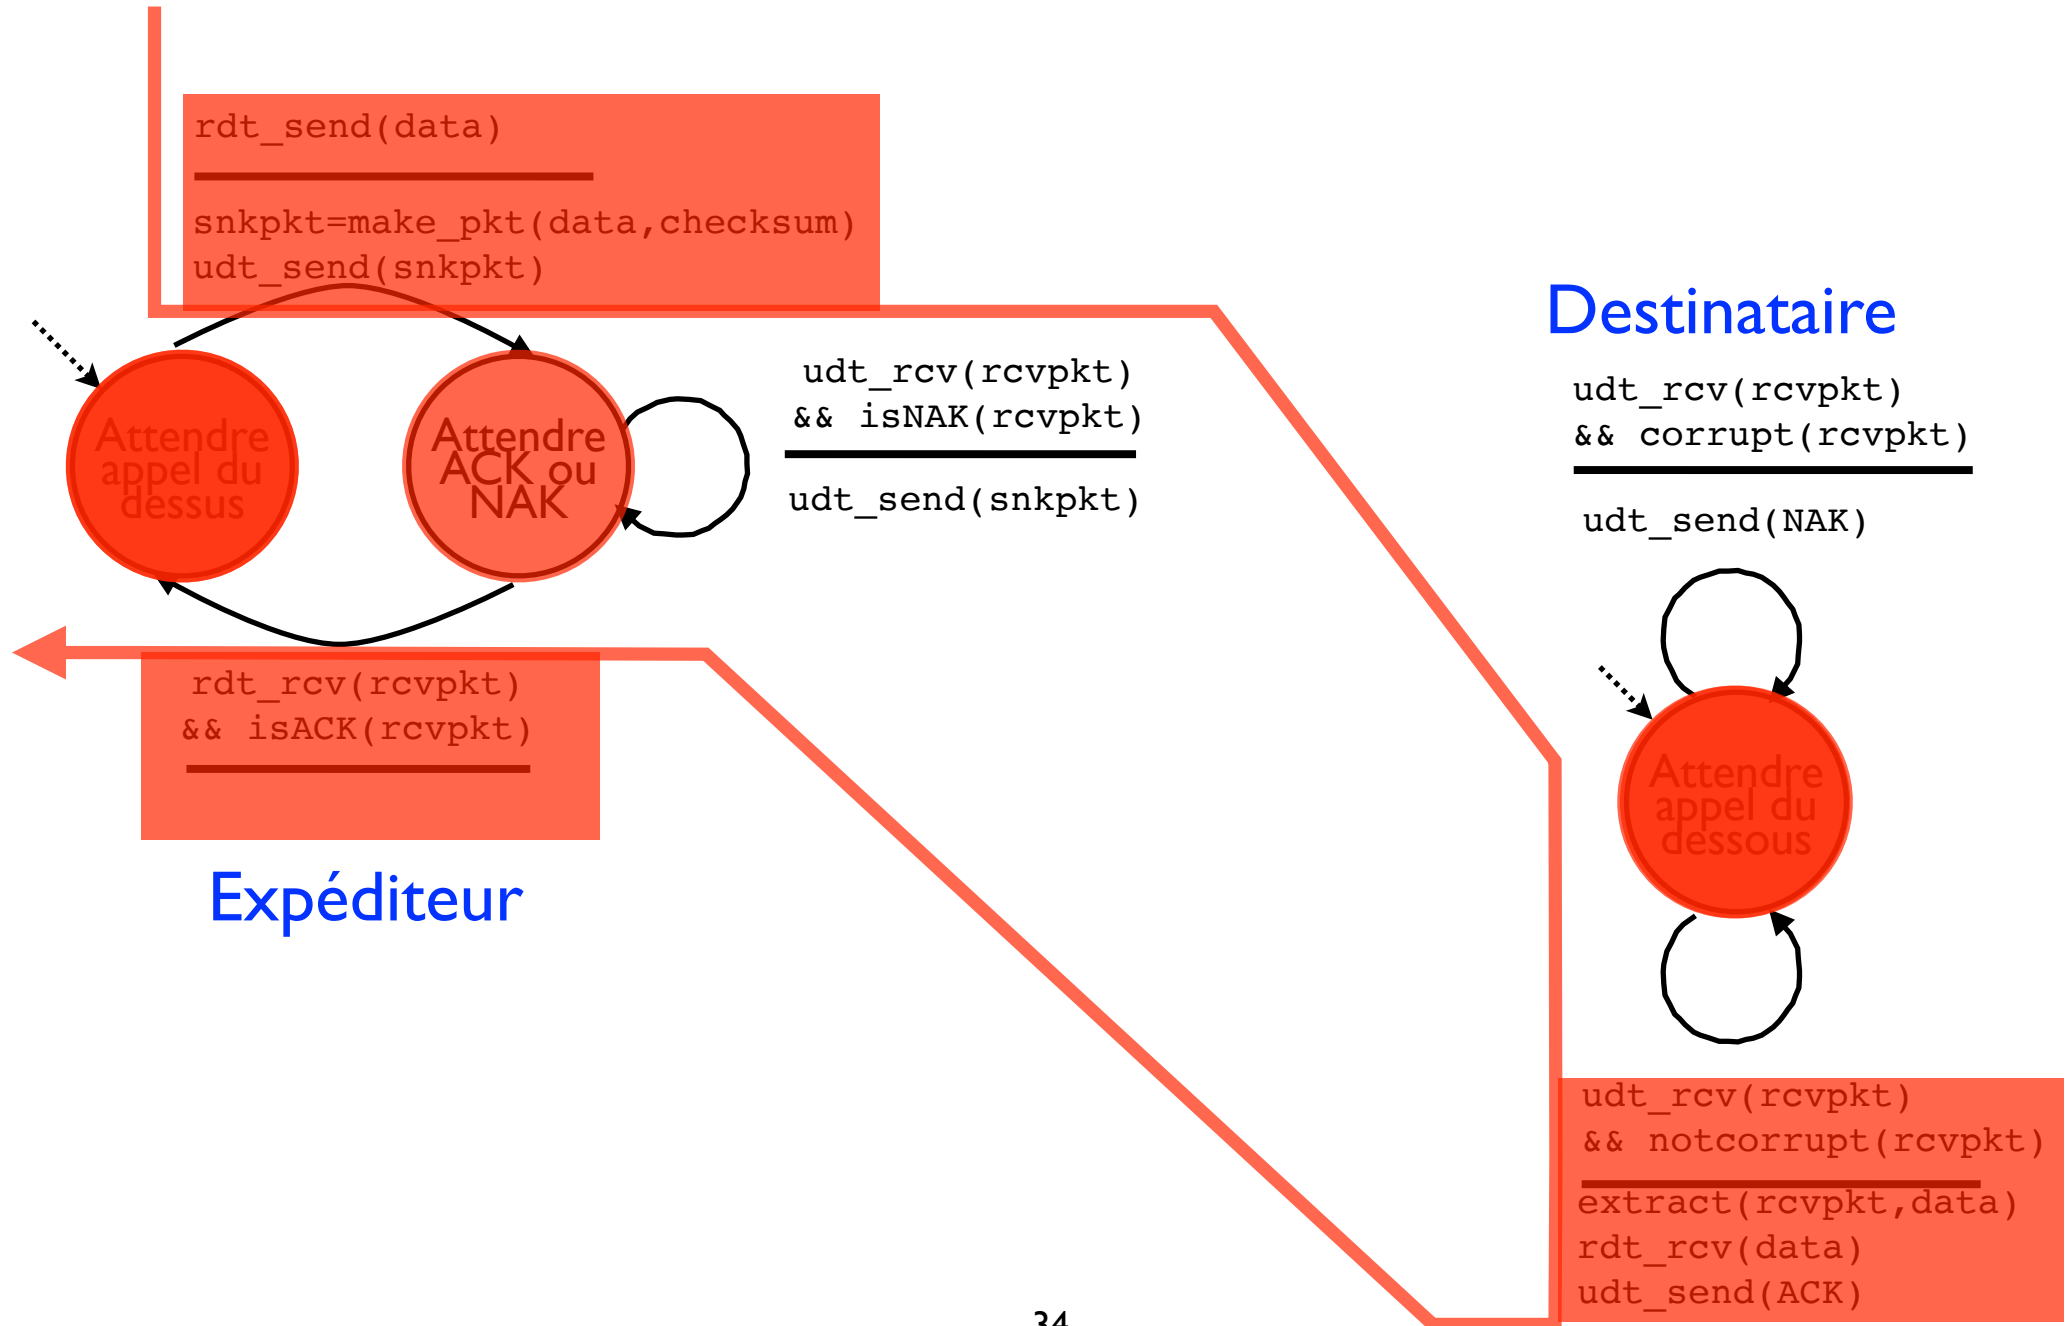 rdt_send(data)
snkpkt=make_pkt(data,checksum)
udt_send(snkpkt)
Attendre
appel du
dessus
Attendre
ACK ou
NAK
udt_rcv(rcvpkt)
&& isNAK(rcvpkt)
udt_send(snkpkt)
rdt_rcv(rcvpkt)
&& isACK(rcvpkt)
Expéditeur
Destinataire
udt_rcv(rcvpkt)
&& corrupt(rcvpkt)
udt_send(NAK)
Attendre
appel du
dessous
udt_rcv(rcvpkt)
&& notcorrupt(rcvpkt)
extract(rcvpkt,data)
rdt_rcv(data)
udt_send(ACK)
34